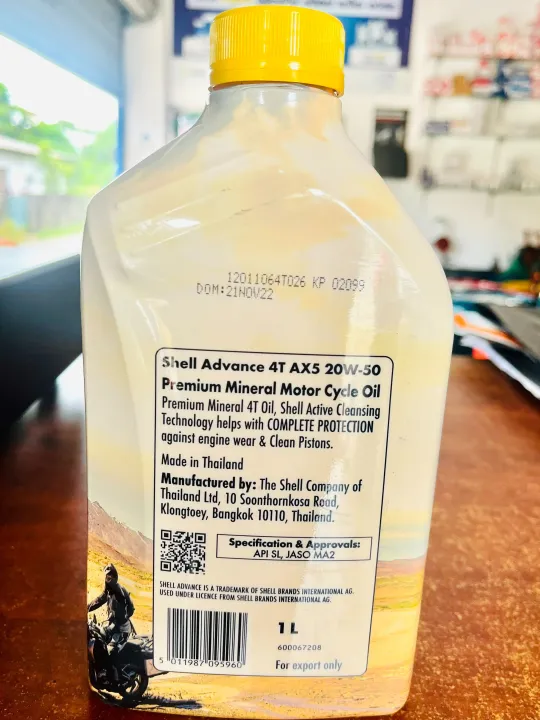 12011064T026 KP 02099
DOM:21NOV22
Shell Advance 4T AX5 20W-50
Premium Mineral Motor Cycle Oil
Premium Mineral 4T Oil, Shell Active Cleansing
Technology helps with COMPLETE PROTECTION
against engine wear & Clean Pistons.
Made in Thailand
Manufactured by: The Shell Company of
Thailand Ltd, 10 Soonthornkosa Road,
Klongtoey, Bangkok 10110, Thailand.
Specification & Approvals:
API SL, JASO MA2
SHELL ADVANCE IS A TRADEMARK OF SHELL BRANDS INTERNATIONAL AG.
USED UNDER LICENCE FROM SHELL BRANDS INTERNATIONAL AG.
1 L
600067208
5 011987 095960
For export only